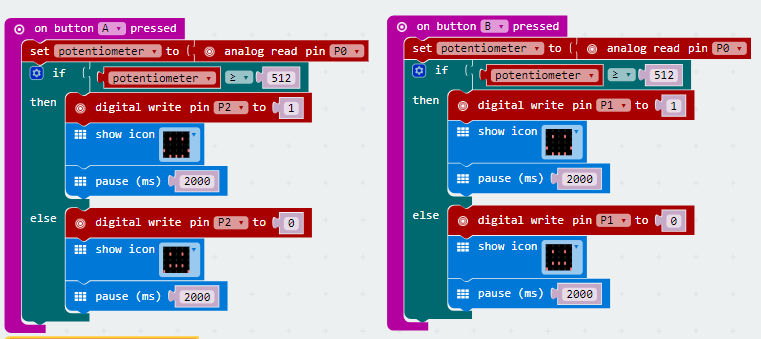 on button A pressed
set potentiometer to analog read pin P0
if potentiometer ≥ 512
then digital write pin P2 to 1
show icon
pause (ms) 2000
else digital write pin P2 to 0
show icon
pause (ms) 2000
on button B pressed
set potentiometer to analog read pin P0
if potentiometer ≥ 512
then digital write pin P1 to 1
show icon
pause (ms) 2000
else digital write pin P1 to 0
show icon
pause (ms) 2000